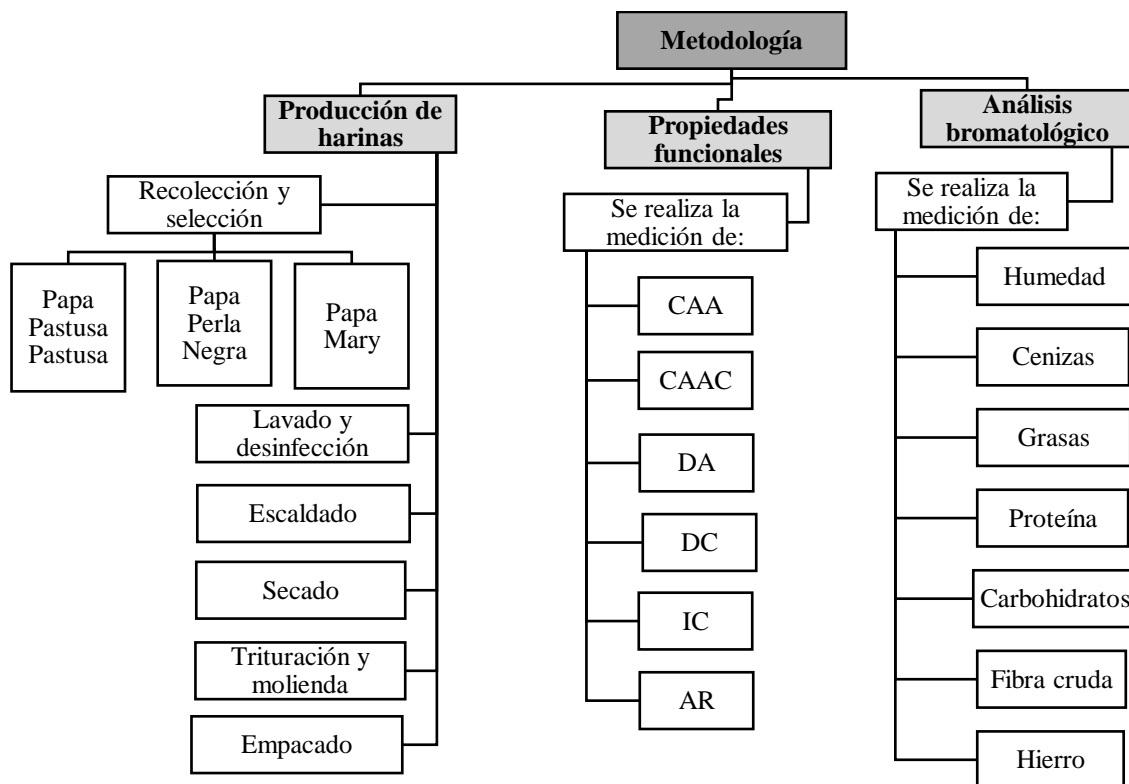 Metodología
Producción de
harinas
Recolección y
selección
Papa
Pastusa
Pastusa
Papa
Perla
Negra
Papa
Mary
Lavado y
desinfección
Escaldado
Secado
Trituración y
molienda
Empacado
Propiedades
funcionales
Se realiza la
medición de:
CAA
CAAC
DA
DC
IC
AR
Análisis
bromatológico
Se realiza la
medición de:
Humedad
Cenizas
Grasas
Proteína
Carbohidratos
Fibra cruda
Hierro